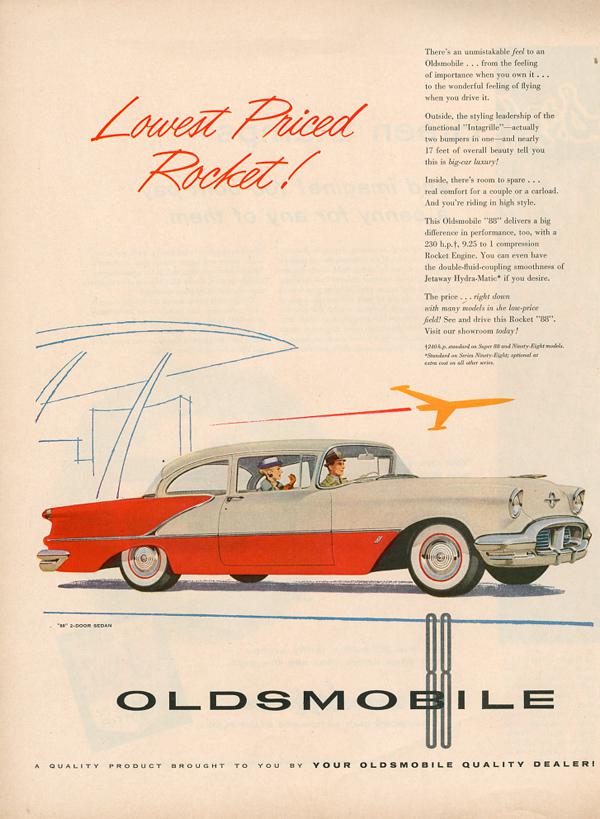 Lowest Priced
Rocket!
There's an unmistakable feel to an
Oldsmobile . . . from the feeling
of importance when you own it . . .
to the wonderful feeling of flying
when you drive it.
Outside, the styling leadership of the
functional "Intagrille"—actually
two bumpers in one—and nearly
17 feet of overall beauty tell you
this is big-car luxury!
Inside, there's room to spare . . .
real comfort for a couple or a carload.
And you're riding in high style.
This Oldsmobile "88" delivers a big
difference in performance, too, with a
230 h.p.†, 9.25 to 1 compression
Rocket Engine. You can even have
the double-fluid-coupling smoothness of
Jetaway Hydra-Matic* if you desire.
The price . . . right down
with many models in the low-price
field! See and drive this Rocket "88".
Visit our showroom today!
†240 h.p. standard on Super 88 and Ninety-Eight models.
*Standard on Series Ninety-Eight; optional at
extra cost on all other series.
"88" 2-DOOR SEDAN
88
OLDSMOBILE
A QUALITY PRODUCT BROUGHT TO YOU BY YOUR OLDSMOBILE QUALITY DEALER!